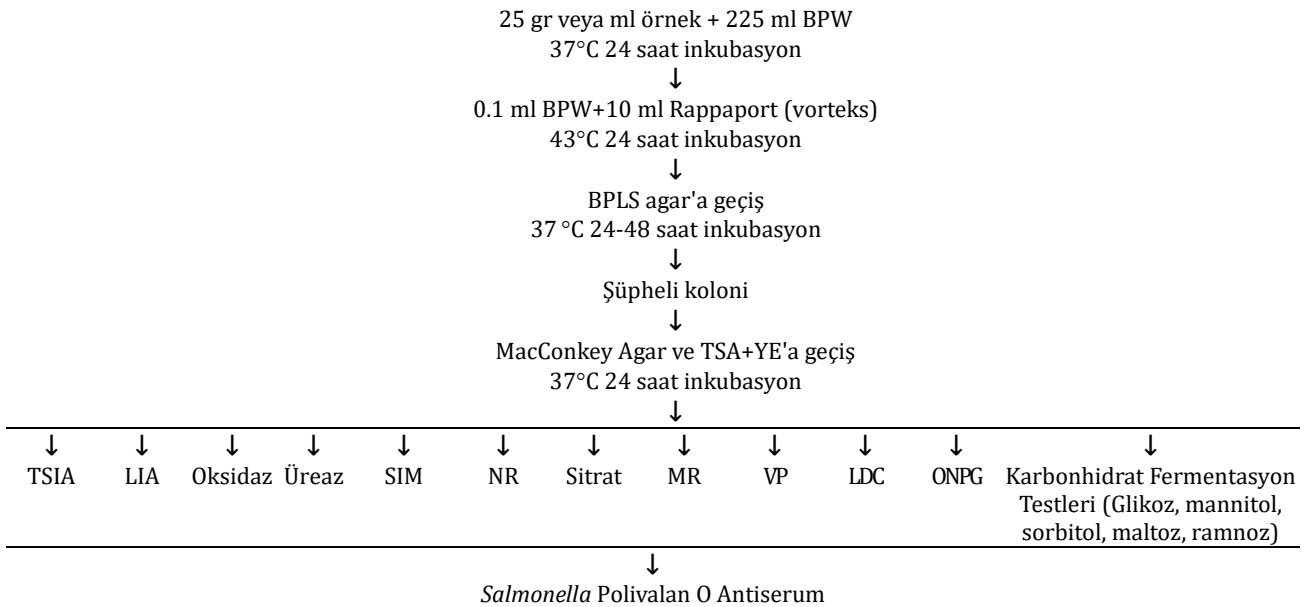 25 gr veya ml örnek + 225 ml BPW
37°C 24 saat inkubasyon
↓
0.1 ml BPW+10 ml Rappaport (vorteks)
43°C 24 saat inkubasyon
↓
BPLS agar'a geçiş
37 °C 24-48 saat inkubasyon
↓
Şüpheli koloni
↓
MacConkey Agar ve TSA+YE'a geçiş
37°C 24 saat inkubasyon
↓
↓ ↓ ↓ ↓ ↓ ↓ ↓ ↓ ↓ ↓ ↓ ↓
TSIA LIA Oksidaz Üreaz SIM NR Sitrat MR VP LDC ONPG Karbonhidrat Fermentasyon
Testleri (Glikoz, mannitol,
sorbitol, maltoz, ramnoz)
↓
Salmonella Polivalan O Antiserum